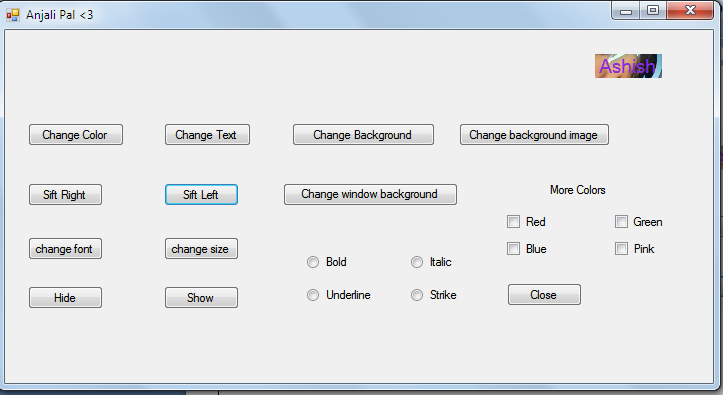 Anjali Pal <3
Ashish
Change Color Change Text Change Background Change background image
Sift Right Sift Left Change window background More Colors
Red Green
change font change size Blue Pink
Bold Italic
Hide Show Underline Strike Close